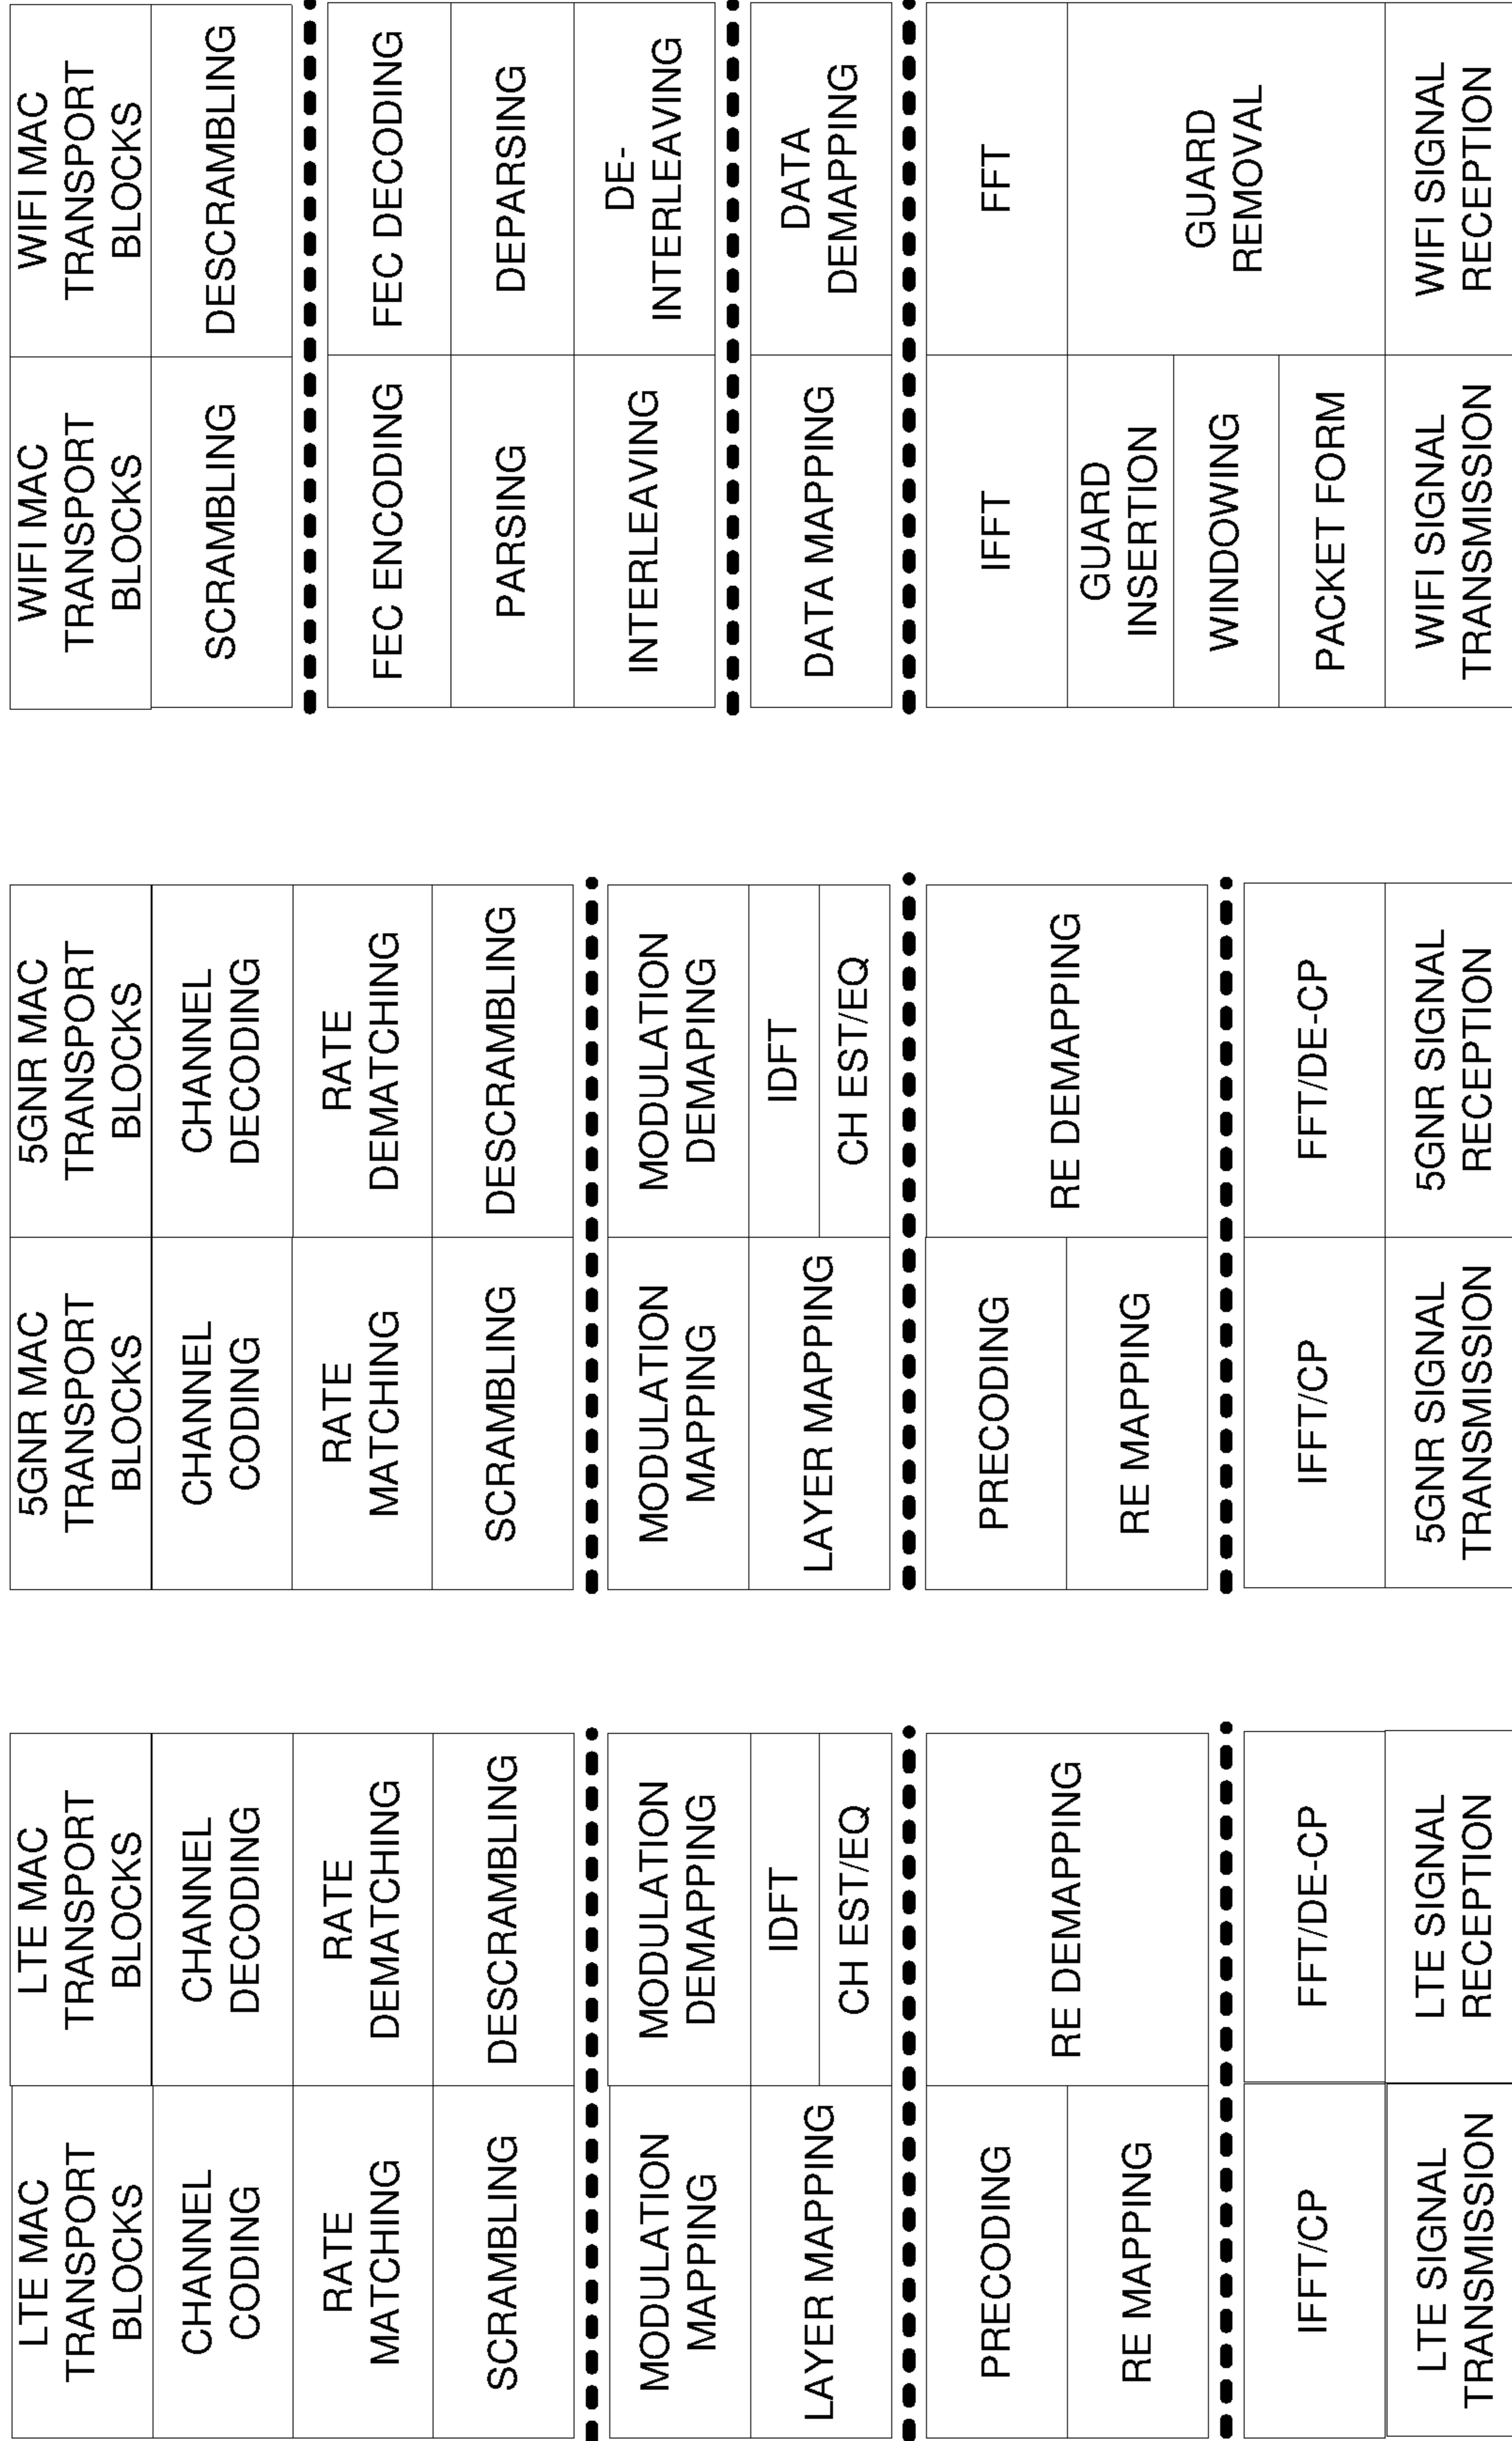 LTE MAC
TRANSPORT
BLOCKS
CHANNEL
CODING
RATE
MATCHING
SCRAMBLING
MODULATION
MAPPING
LAYER MAPPING
PRECODING
RE MAPPING
IFFT/CP
LTE SIGNAL
TRANSMISSION
LTE MAC
TRANSPORT
BLOCKS
CHANNEL
DECODING
RATE
DEMATCHING
DESCRAMBLING
MODULATION
DEMAPPING
IDFT
CH EST/EQ
RE DEMAPPING
FFT/DE-CP
LTE SIGNAL
RECEPTION
5GNR MAC
TRANSPORT
BLOCKS
CHANNEL
CODING
RATE
MATCHING
SCRAMBLING
MODULATION
MAPPING
LAYER MAPPING
PRECODING
RE MAPPING
IFFT/CP
5GNR SIGNAL
TRANSMISSION
5GNR MAC
TRANSPORT
BLOCKS
CHANNEL
DECODING
RATE
DEMATCHING
DESCRAMBLING
MODULATION
DEMAPING
IDFT
CH EST/EQ
RE DEMAPPING
FFT/DE-CP
5GNR SIGNAL
RECEPTION
WIFI MAC
TRANSPORT
BLOCKS
SCRAMBLING
FEC ENCODING
PARSING
INTERLEAVING
DATA MAPPING
IFFT
GUARD
INSERTION
WINDOWING
PACKET FORM
WIFI SIGNAL
TRANSMISSION
WIFI MAC
TRANSPORT
BLOCKS
DESCRAMBLING
FEC DECODING
DEPARSING
DE-
INTERLEAVING
DATA
DEMAPPING
FFT
GUARD
REMOVAL
WIFI SIGNAL
RECEPTION